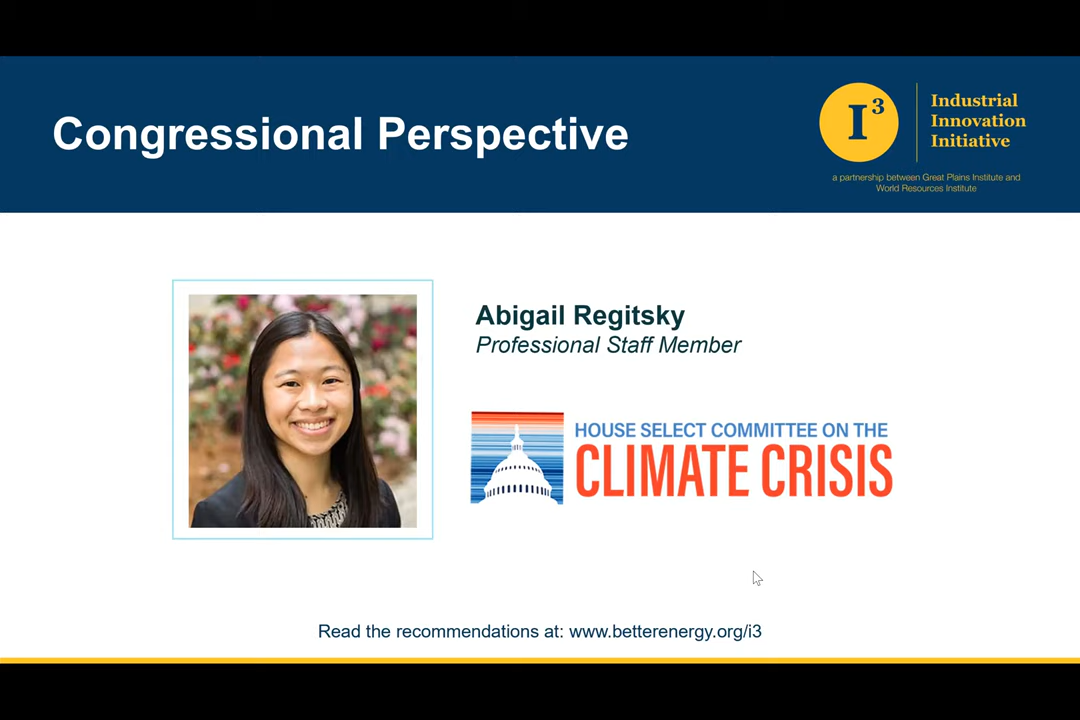 Congressional Perspective
I3
Industrial
Innovation
Initiative
a partnership between Great Plains Institute and
World Resources Institute
Abigail Regitsky
Professional Staff Member
HOUSE SELECT COMMITTEE ON THE
CLIMATE CRISIS
Read the recommendations at: www.betterenergy.org/i3